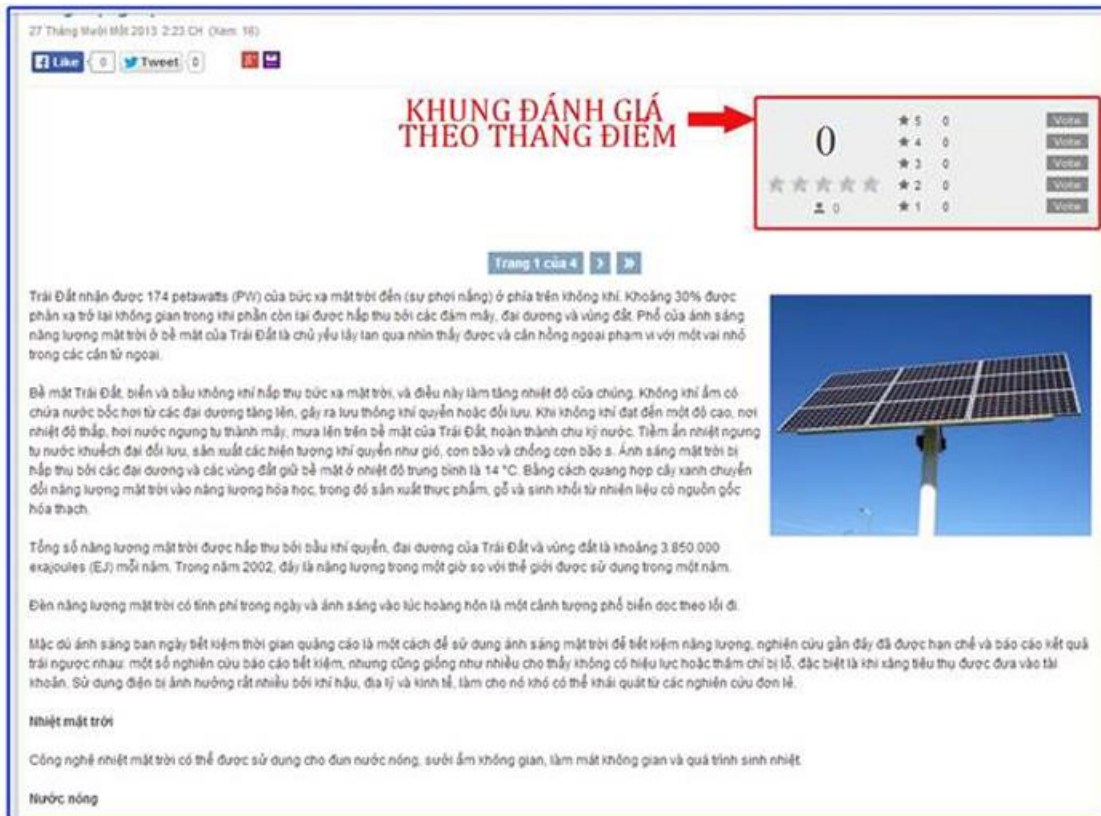 27 Tháng Mười Một 2013 2:23 CH (Xem: 16)
Like 0 Tweet 0
KHUNG ĐÁNH GIÁ
THEO THANG ĐIỂM
0
★ 5 0 Vote
★ 4 0 Vote
★ 3 0 Vote
★ 2 0 Vote
★ 1 0 Vote
0
Trang 1 của 4 › »
Trái Đất nhận được 174 petawatts (PW) của bức xạ mặt trời đến (sự phơi nắng) ở phía trên không khí. Khoảng 30% được
phản xạ trở lại không gian trong khi phần còn lại được hấp thu bởi các đám mây, đại dương và vùng đất. Phổ của ánh sáng
năng lượng mặt trời ở bề mặt của Trái Đất là chủ yếu lây lan qua nhìn thấy được và cận hồng ngoại phạm vi với một vai nhỏ
trong các cận tử ngoại.
Bề mặt Trái Đất, biển và bầu không khí hấp thụ bức xạ mặt trời, và điều này làm tăng nhiệt độ của chúng. Không khí ấm có
chứa nước bốc hơi từ các đại dương tăng lên, gây ra lưu thông khí quyển hoặc đối lưu. Khi không khí đạt đến một độ cao, nơi
nhiệt độ thấp, hơi nước ngưng tụ thành mây, mưa lên trên bề mặt của Trái Đất, hoàn thành chu kỳ nước. Tiềm ẩn nhiệt ngưng
tụ nước khuếch đại đối lưu, sản xuất các hiện tượng khí quyển như gió, cơn bão và chống cơn bão s. Ánh sáng mặt trời bị
hấp thu bởi các đại dương và các vùng đất giữ bề mặt ở nhiệt độ trung bình là 14 °C. Bằng cách quang hợp cây xanh chuyển
đổi năng lượng mặt trời vào năng lượng hóa học, trong đó sản xuất thực phẩm, gỗ và sinh khối từ nhiên liệu có nguồn gốc
hóa thạch.
Tổng số năng lượng mặt trời được hấp thu bởi bầu khí quyển, đại dương của Trái Đất và vùng đất là khoảng 3.850.000
exajoules (EJ) mỗi năm. Trong năm 2002, đây là năng lượng trong một giờ so với thế giới được sử dụng trong một năm.
Đèn năng lượng mặt trời có tính phí trong ngày và ánh sáng vào lúc hoàng hôn là một cảnh tượng phổ biến dọc theo lối đi.
Mặc dù ánh sáng ban ngày tiết kiệm thời gian quảng cáo là một cách để sử dụng ánh sáng mặt trời để tiết kiệm năng lượng, nghiên cứu gần đây đã được hạn chế và báo cáo kết quả
trái ngược nhau: một số nghiên cứu báo cáo tiết kiệm, nhưng cũng giống như nhiều cho thấy không có hiệu lực hoặc thậm chí bị lỗ, đặc biệt là khi xăng tiêu thụ được đưa vào tài
khoản. Sử dụng điện bị ảnh hưởng rất nhiều bởi khí hậu, địa lý và kinh tế, làm cho nó khó có thể khái quát từ các nghiên cứu đơn lẻ.
Nhiệt mặt trời
Công nghệ nhiệt mặt trời có thể được sử dụng cho đun nước nóng, sưởi ấm không gian, làm mát không gian và quá trình sinh nhiệt.
Nước nóng